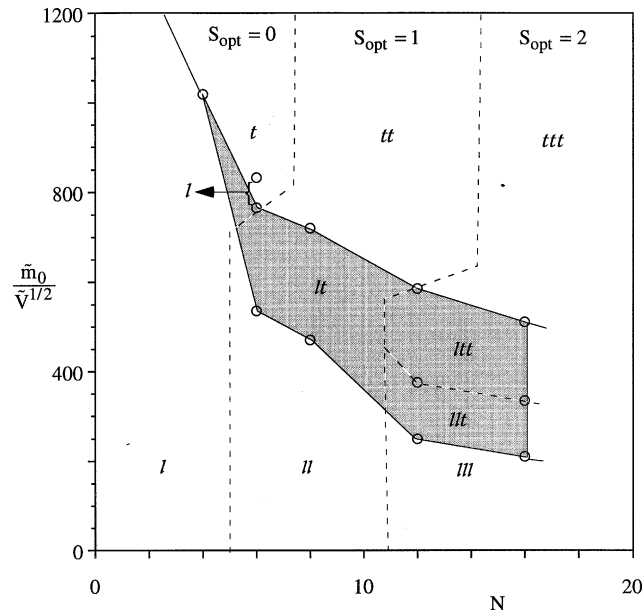 1200
S_opt = 0
S_opt = 1
S_opt = 2
t
tt
ttt
800
l
m̃₀
Ṽ^1/2
lt
ltt
400
llt
l
ll
lll
0
0
10
20
N